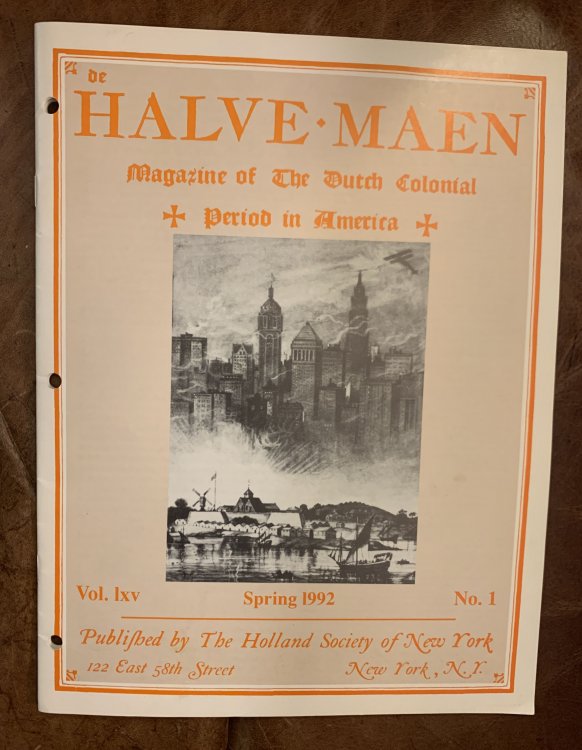 de
HALVE · MAEN
Magazine of The Dutch Colonial
Period in America
Vol. lxv Spring 1992 No. 1
Publiſhed by The Holland Society of New York
122 East 58th Street New York, N.Y.